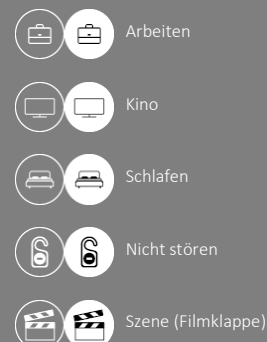 Arbeiten
Kino
Schlafen
Nicht stören
Szene (Filmklappe)